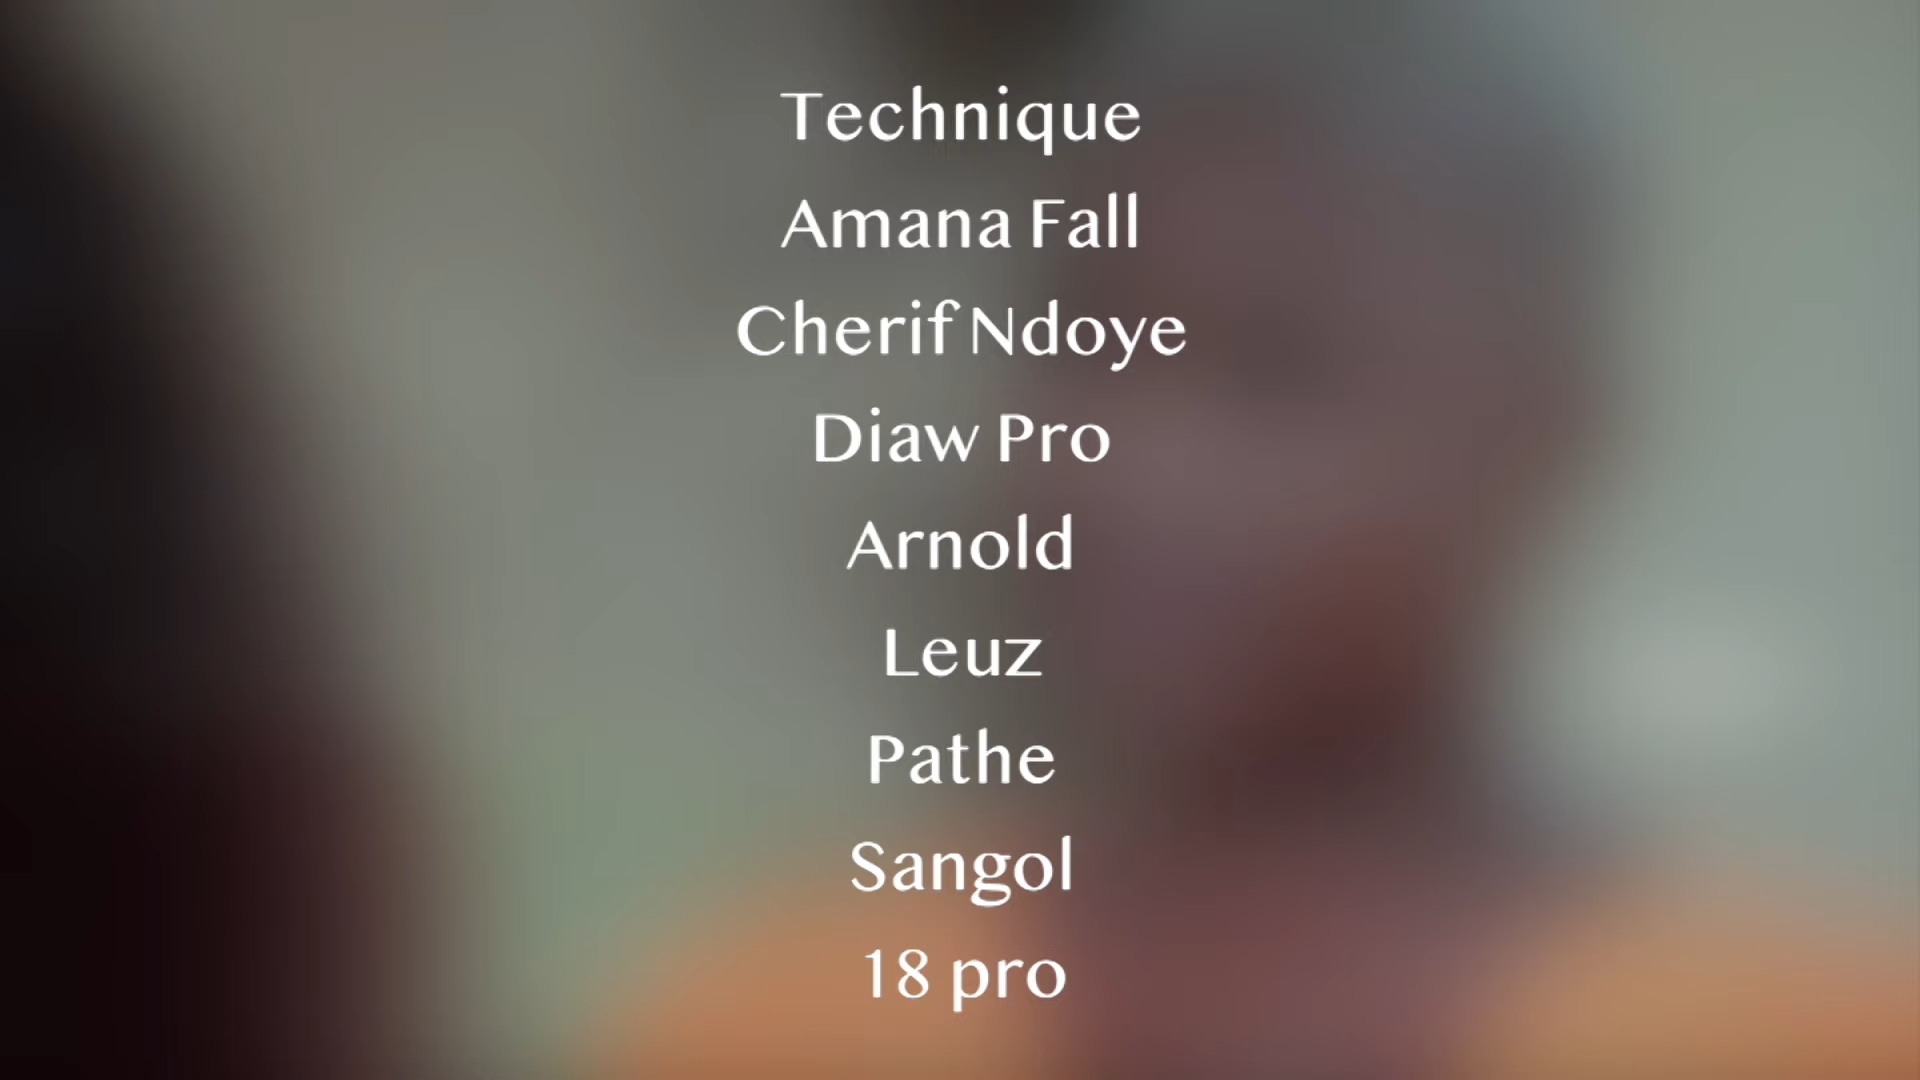 Technique
Amana Fall
Cherif Ndoye
Diaw Pro
Arnold
Leuz
Pathe
Sangol
18 pro